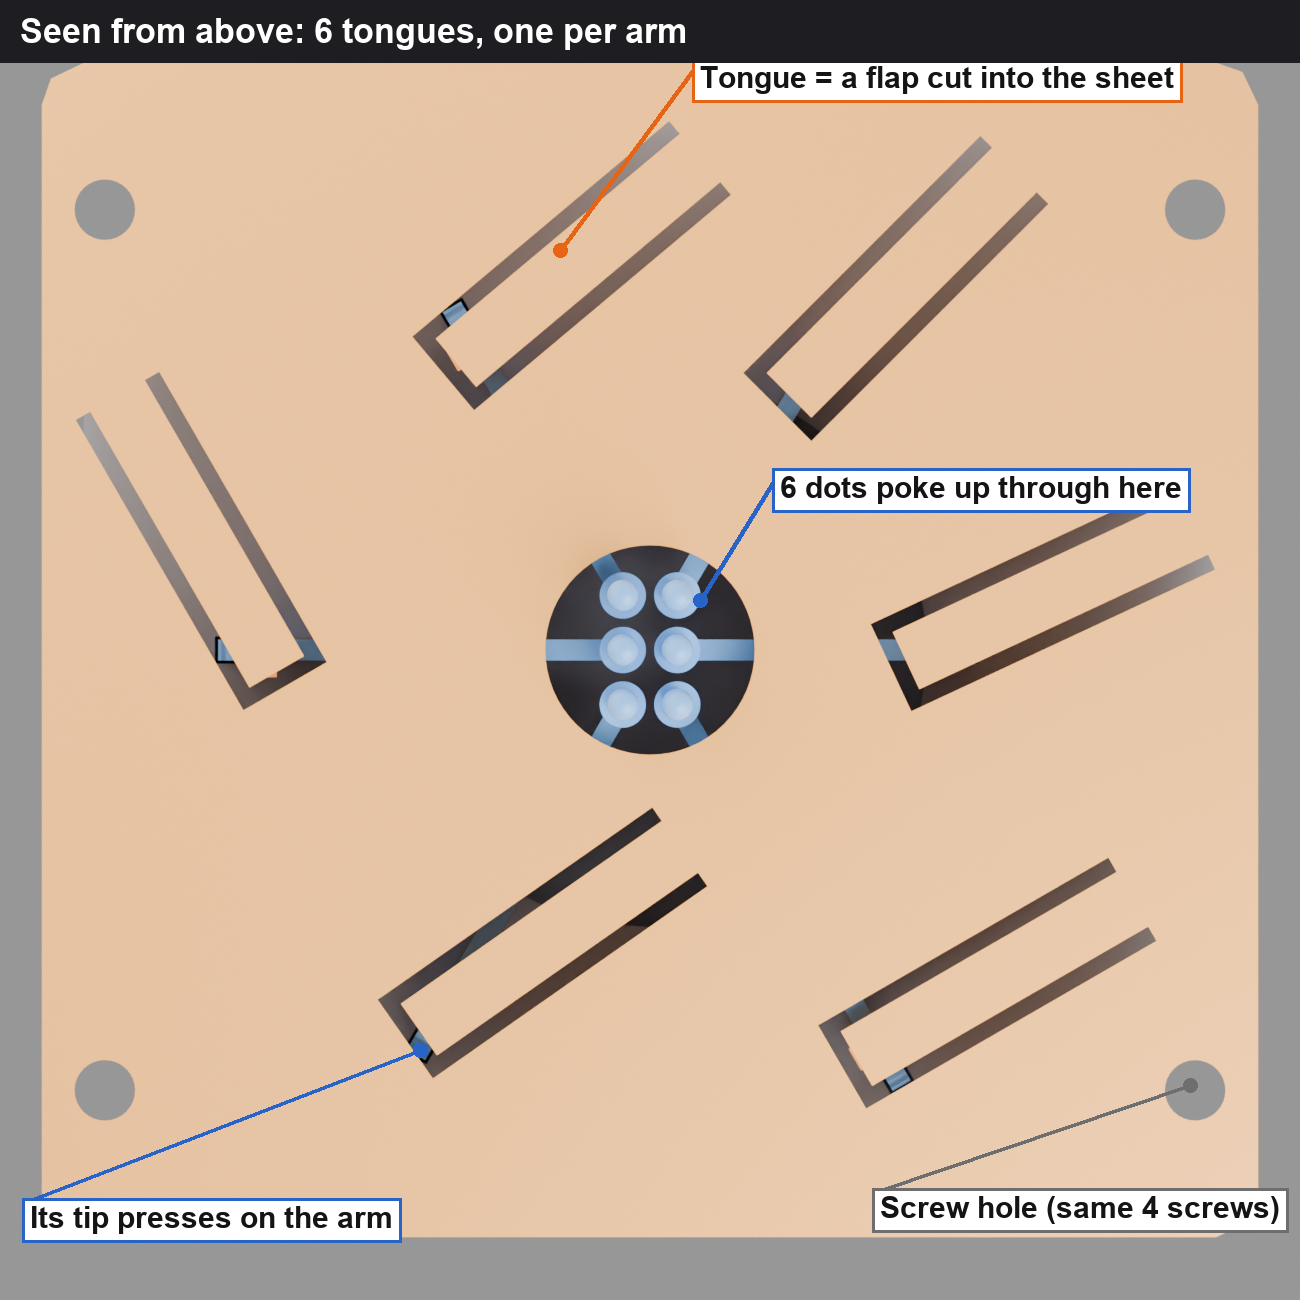 Seen from above: 6 tongues, one per arm
Tongue = a flap cut into the sheet
6 dots poke up through here
Its tip presses on the arm
Screw hole (same 4 screws)